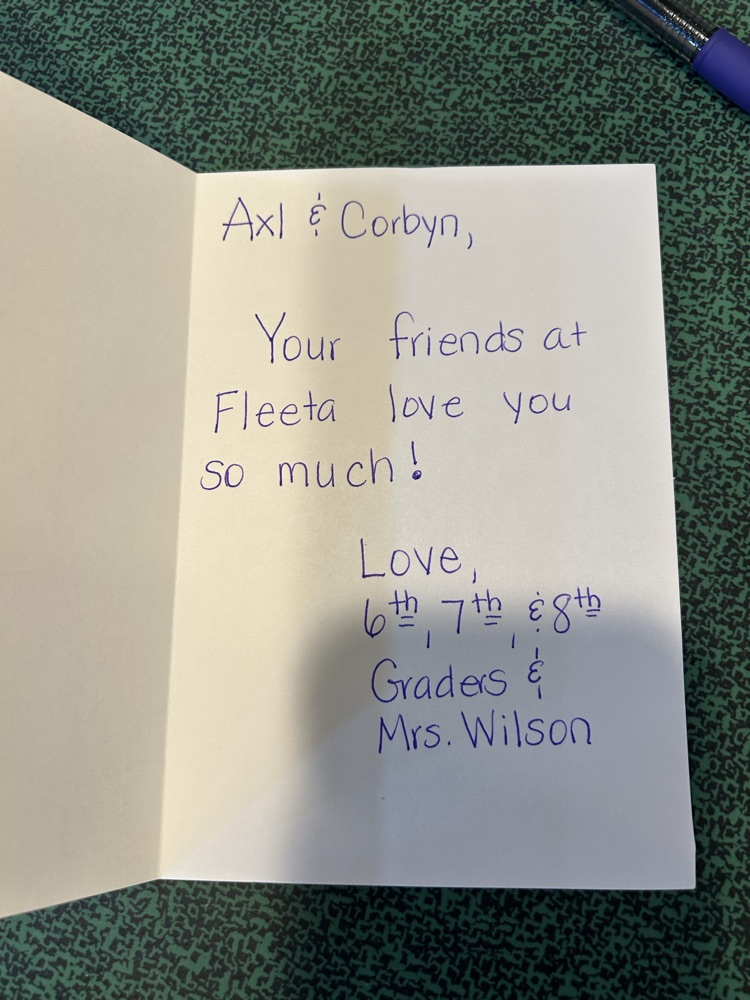 Axl & Corbyn,
Your friends at
Fleeta love you
so much!
Love,
6th, 7th, & 8th
Graders &
Mrs. Wilson